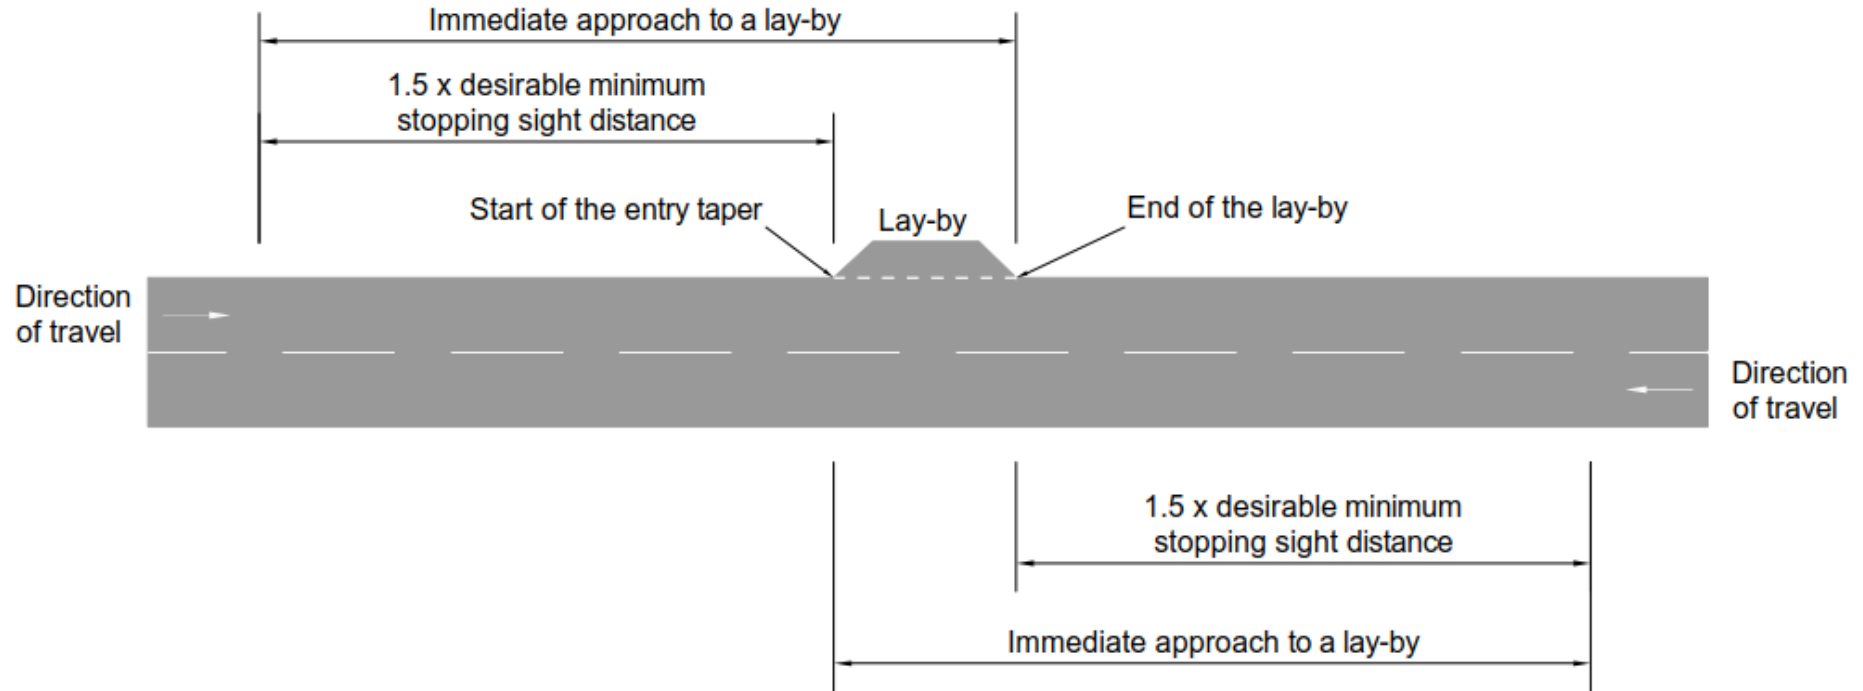 Immediate approach to a lay-by
1.5 x desirable minimum
stopping sight distance
Start of the entry taper
Lay-by
End of the lay-by
Direction
of travel
Direction
of travel
1.5 x desirable minimum
stopping sight distance
Immediate approach to a lay-by